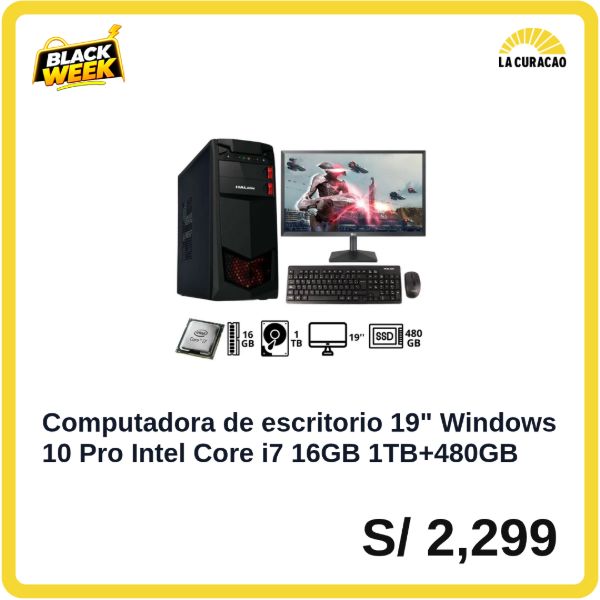 BLACK
WEEK
LA CURACAO
16
GB
1
TB
19''
SSD
480
GB
Computadora de escritorio 19" Windows
10 Pro Intel Core i7 16GB 1TB+480GB
S/ 2,299